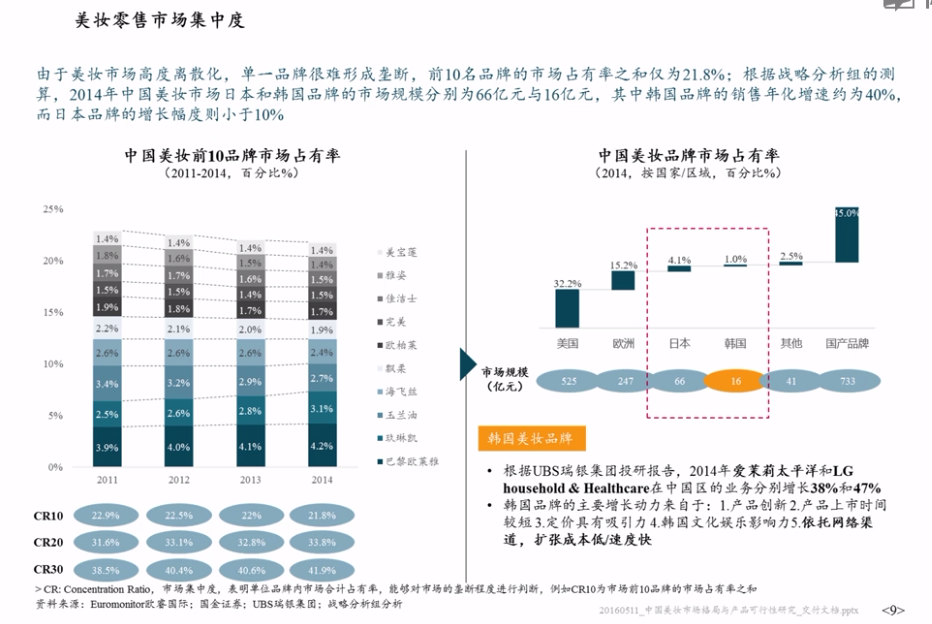 美妆零售市场集中度
由于美妆市场高度离散化，单一品牌很难形成垄断，前10名品牌的市场占有率之和仅为21.8%；根据战略分析组的测
算，2014年中国美妆市场日本和韩国品牌的市场规模分别为66亿元与16亿元，其中韩国品牌的销售年化增速约为40%，
而日本品牌的增长幅度则小于10%
中国美妆前10品牌市场占有率
（2011-2014，百分比%）
25%
20%
15%
10%
5%
0%
1.4% 1.4% 1.4% 1.4%
1.8% 1.6% 1.5% 1.4%
1.7% 1.7% 1.6% 1.5%
1.5% 1.5% 1.4% 1.5%
1.9% 1.8% 1.7% 1.7%
2.2% 2.1% 2.0% 1.9%
2.6% 2.6% 2.6% 2.4%
3.4% 3.2% 2.9% 2.7%
2.5% 2.6% 2.8% 3.1%
3.9% 4.0% 4.1% 4.2%
2011 2012 2013 2014
美宝莲
雅姿
佳洁士
完美
欧珀莱
飘柔
海飞丝
玉兰油
玫琳凯
巴黎欧莱雅
CR10 22.9% 22.5% 22% 21.8%
CR20 31.6% 33.1% 32.8% 33.8%
CR30 38.5% 40.4% 40.6% 41.9%
中国美妆品牌市场占有率
（2014，按国家/区域，百分比%）
32.2% 15.2% 4.1% 1.0% 2.5% 45.0%
美国 欧洲 日本 韩国 其他 国产品牌
市场规模
（亿元）
525 247 66 16 41 733
韩国美妆品牌
• 根据UBS瑞银集团投研报告，2014年爱茉莉太平洋和LG
household & Healthcare在中国区的业务分别增长38%和47%
• 韩国品牌的主要增长动力来自于：1.产品创新2.产品上市时间
较短3.定价具有吸引力4.韩国文化娱乐影响力5.依托网络渠
道，扩张成本低/速度快
> CR: Concentration Ratio，市场集中度，表明单位品牌内市场合计占有率，能够对市场的垄断程度进行判断，例如CR10为市场前10品牌的市场占有率之和
资料来源：Euromonitor欧睿国际；国金证券；UBS瑞银集团；战略分析组分析
20160511_中国美妆市场格局与产品可行性研究_交付文档.pptx
<9>